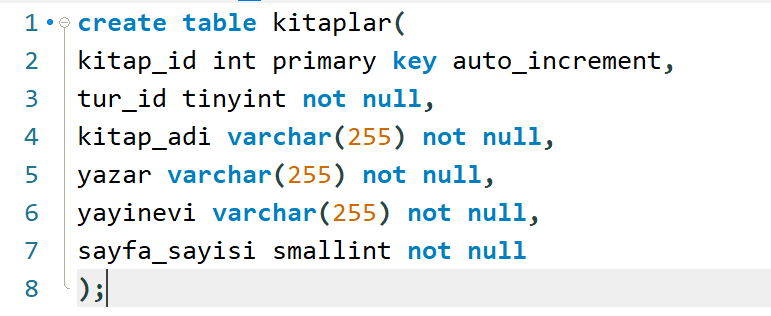 1 create table kitaplar(
2 kitap_id int primary key auto_increment,
3 tur_id tinyint not null,
4 kitap_adi varchar(255) not null,
5 yazar varchar(255) not null,
6 yayinevi varchar(255) not null,
7 sayfa_sayisi smallint not null
8 );